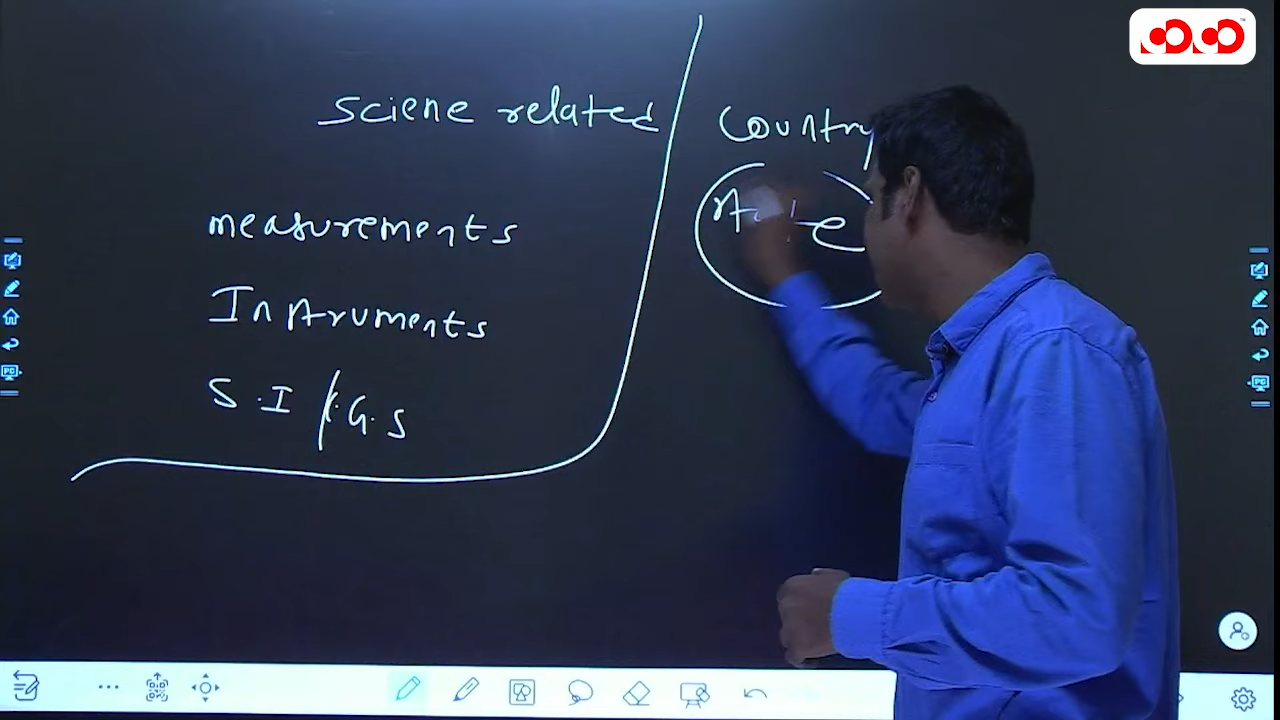 Sciene related
Country
measurements
Instruments
S.I / C.G.S